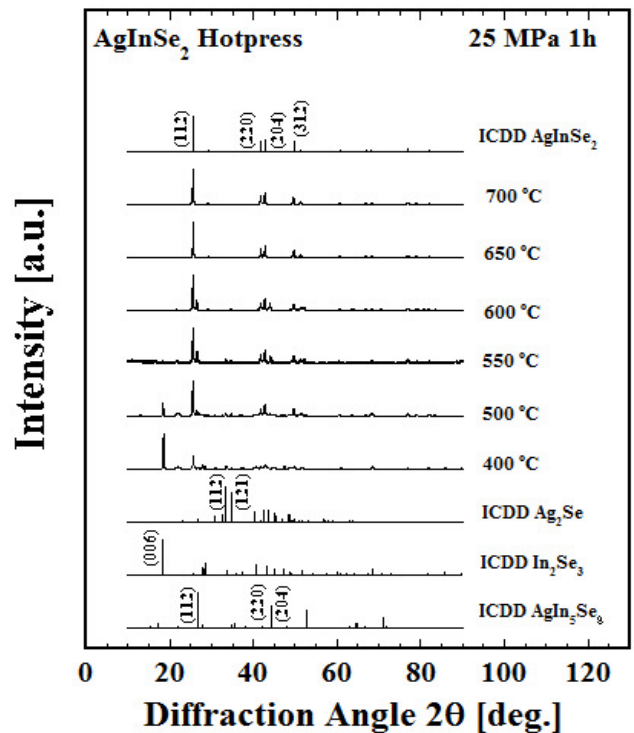 AgInSe₂ Hotpress 25 MPa 1h
(112) (220) (204) (312) ICDD AgInSe₂
700 °C
650 °C
600 °C
550 °C
500 °C
400 °C
(112) (121) ICDD Ag₂Se
(006) ICDD In₂Se₃
(112) (220) (204) ICDD AgIn₅Se₈
Intensity [a.u.]
0 20 40 60 80 100 120
Diffraction Angle 2θ [deg.]